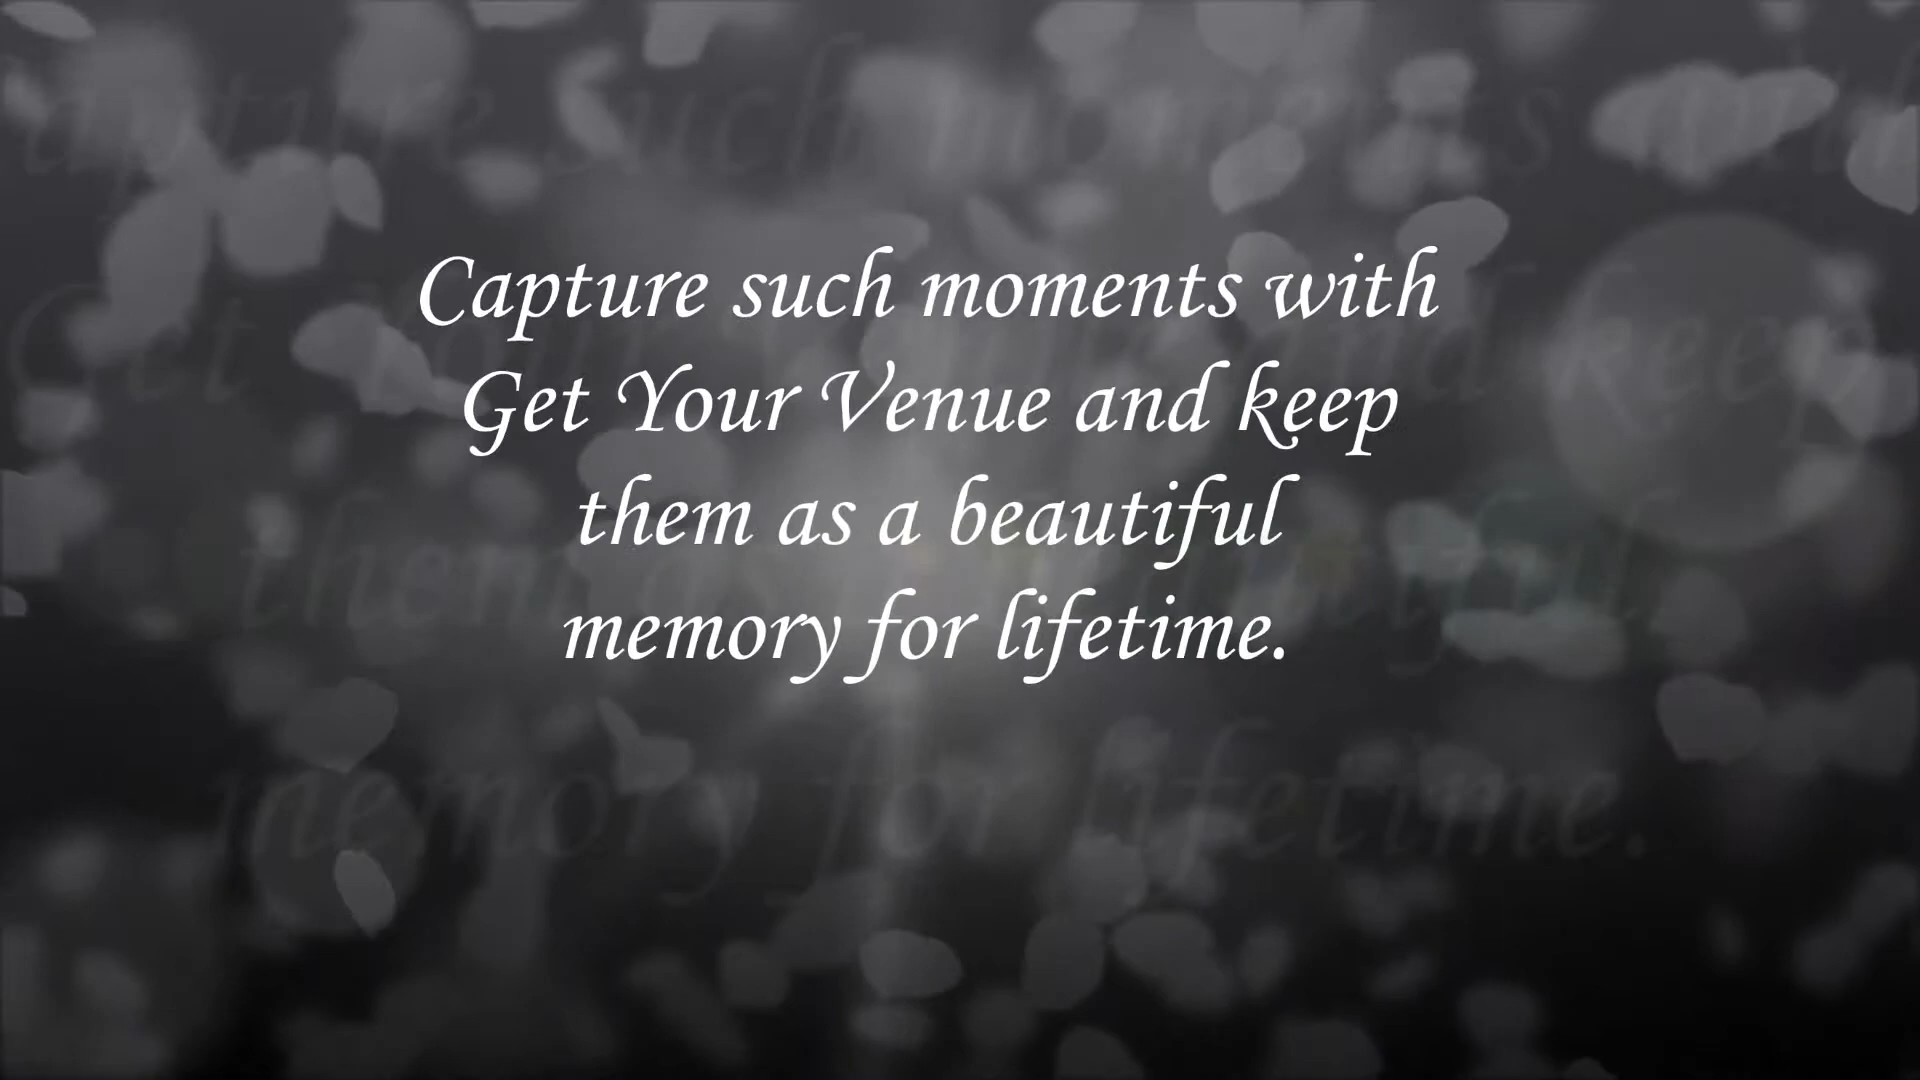 Capture such moments with
Get Your Venue and keep
them as a beautiful
memory for lifetime.